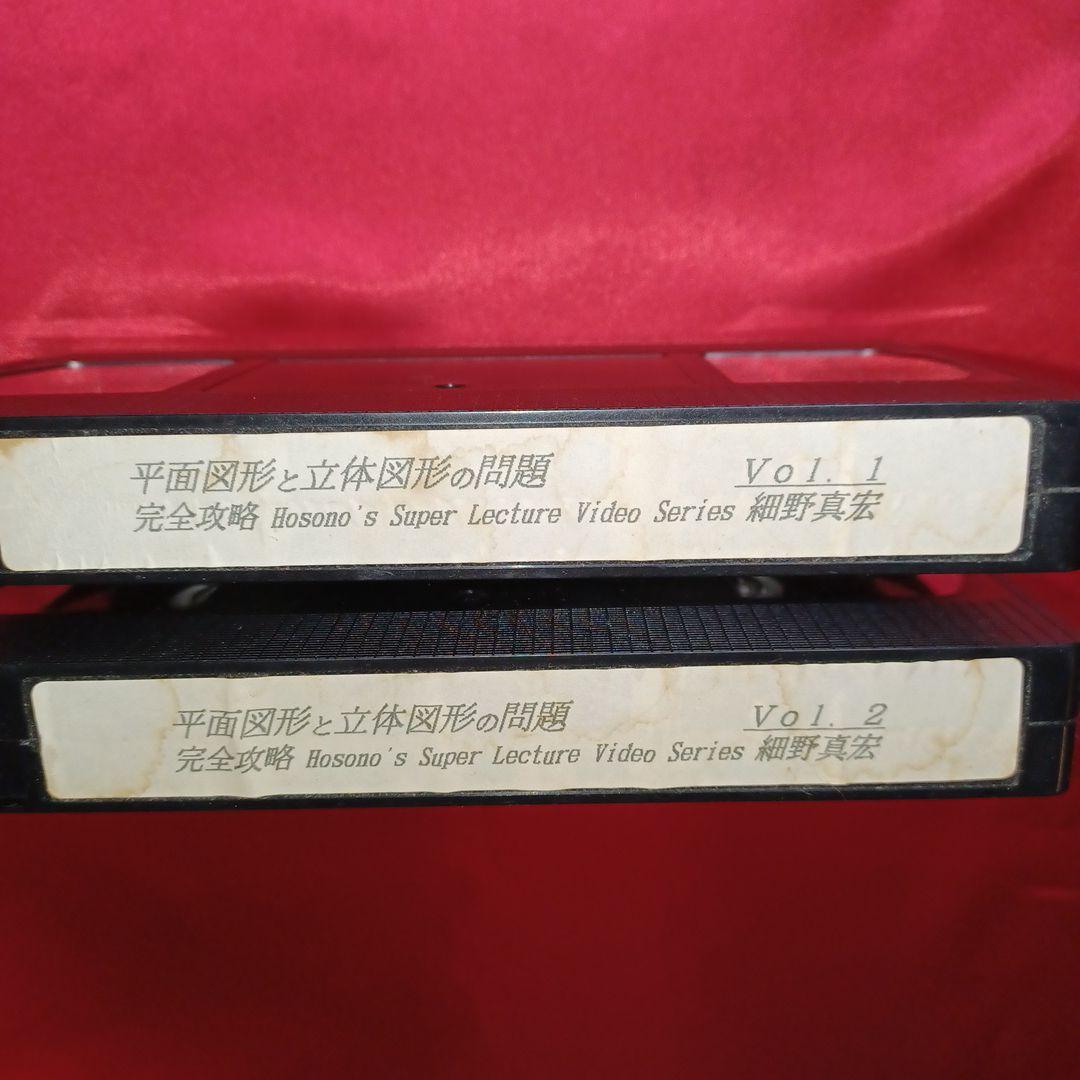 平面図形と立体図形の問題 Vol. 1
完全攻略 Hosono's Super Lecture Video Series 細野真宏
平面図形と立体図形の問題 Vol. 2
完全攻略 Hosono's Super Lecture Video Series 細野真宏